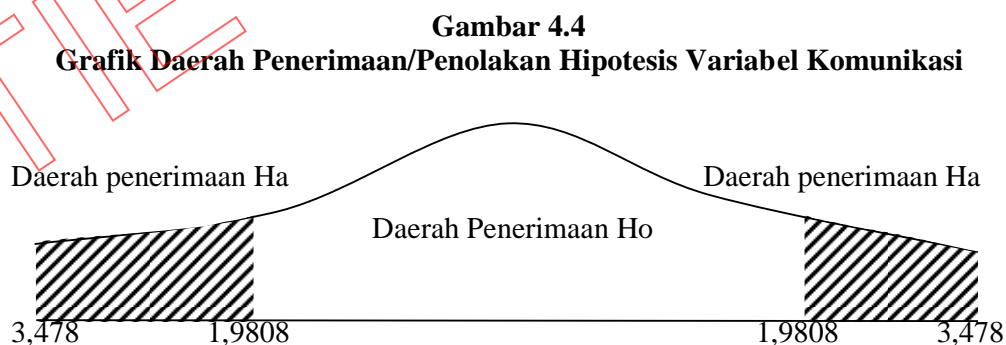 Gambar 4.4
Grafik Daerah Penerimaan/Penolakan Hipotesis Variabel Komunikasi
Daerah penerimaan Ha Daerah penerimaan Ha
Daerah Penerimaan Ho
3,478 1,9808 1,9808 3,478
TIE